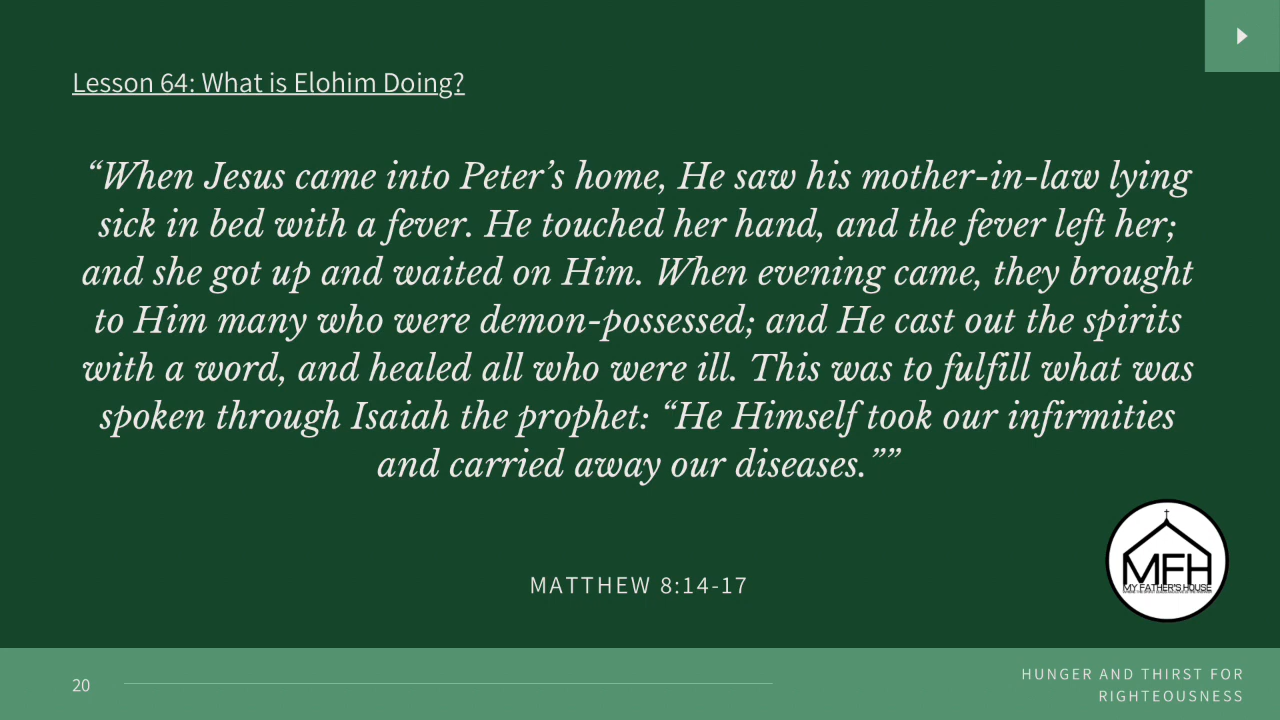 Lesson 64: What is Elohim Doing?
“When Jesus came into Peter’s home, He saw his mother-in-law lying
sick in bed with a fever. He touched her hand, and the fever left her;
and she got up and waited on Him. When evening came, they brought
to Him many who were demon-possessed; and He cast out the spirits
with a word, and healed all who were ill. This was to fulfill what was
spoken through Isaiah the prophet: “He Himself took our infirmities
and carried away our diseases.””
MATTHEW 8:14-17
MFH
MY FATHER'S HOUSE
20
HUNGER AND THIRST FOR
RIGHTEOUSNESS